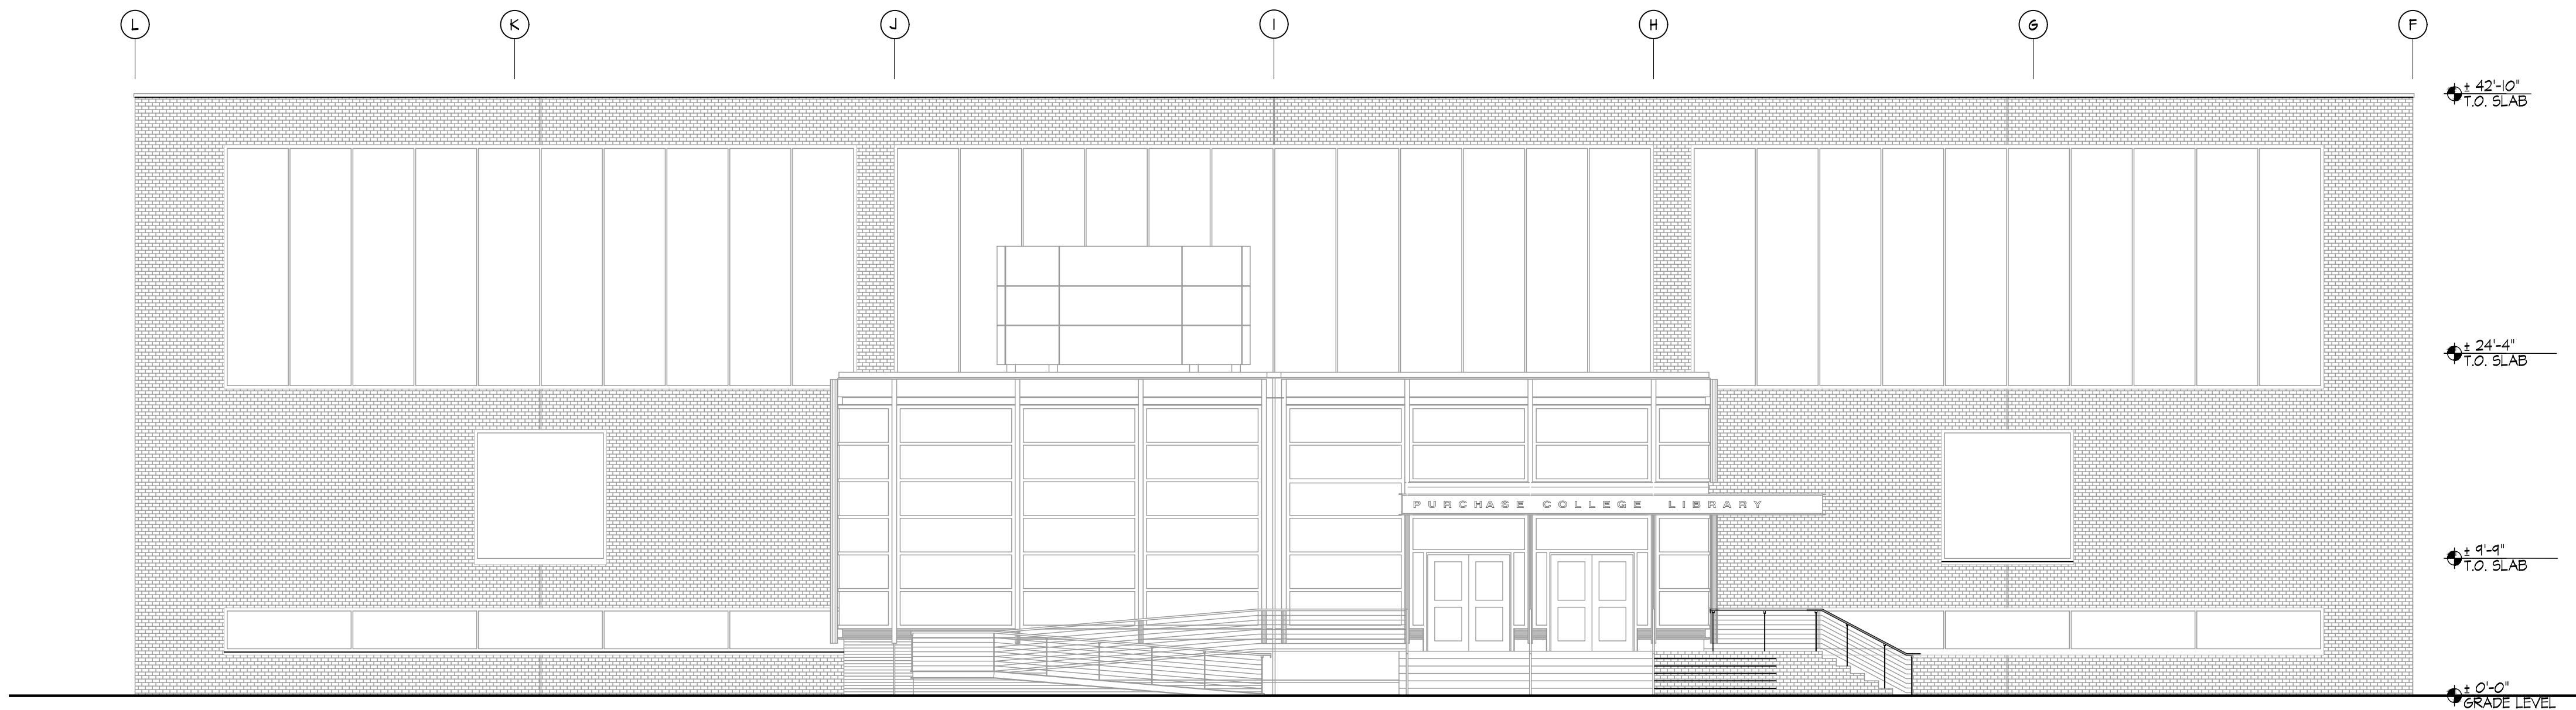 L K J I H G F
± 42'-10"
T.O. SLAB
± 24'-4"
T.O. SLAB
PURCHASE COLLEGE LIBRARY
± 9'-9"
T.O. SLAB
± 0'-0"
GRADE LEVEL